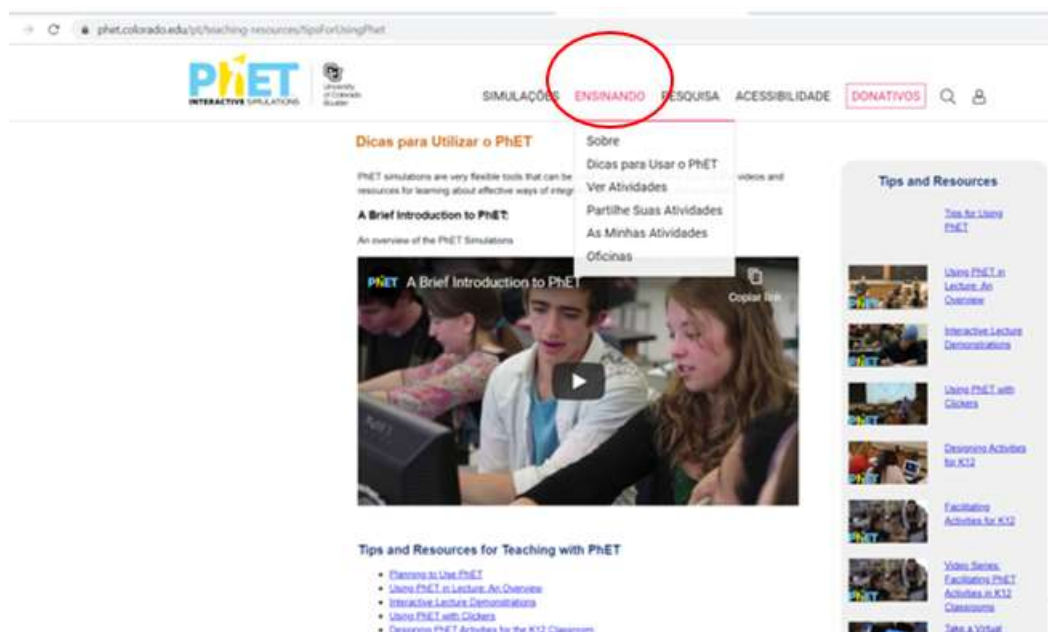 phet.colorado.edu/pt/teaching-resources/tipsForUsingPhet
PhET
INTERACTIVE SIMULATIONS
University
of Colorado
Boulder
SIMULAÇÕES ENSINANDO PESQUISA ACESSIBILIDADE DONATIVOS
Sobre
Dicas para Usar o PhET
Ver Atividades
Partilhe Suas Atividades
As Minhas Atividades
Oficinas
Dicas para Utilizar o PhET
PhET simulations are very flexible tools that can be videos and
resources for learning about effective ways of integ
A Brief Introduction to PhET:
An overview of the PhET Simulations
PhET A Brief Introduction to PhET
Copiar link
Tips and Resources for Teaching with PhET
Planning to Use PhET
Using PhET in Lecture: An Overview
Interactive Lecture Demonstrations
Using PhET with Clickers
Designing PhET Activities for the K12 Classroom
Tips and Resources
Tips for Using
PhET
Using PhET in
Lecture: An
Overview
Interactive Lecture
Demonstrations
Using PhET with
Clickers
Designing Activities
for K12
Facilitating
Activities for K12
Video Series:
Facilitating PhET
Activities in K12
Classrooms
Take a Virtual